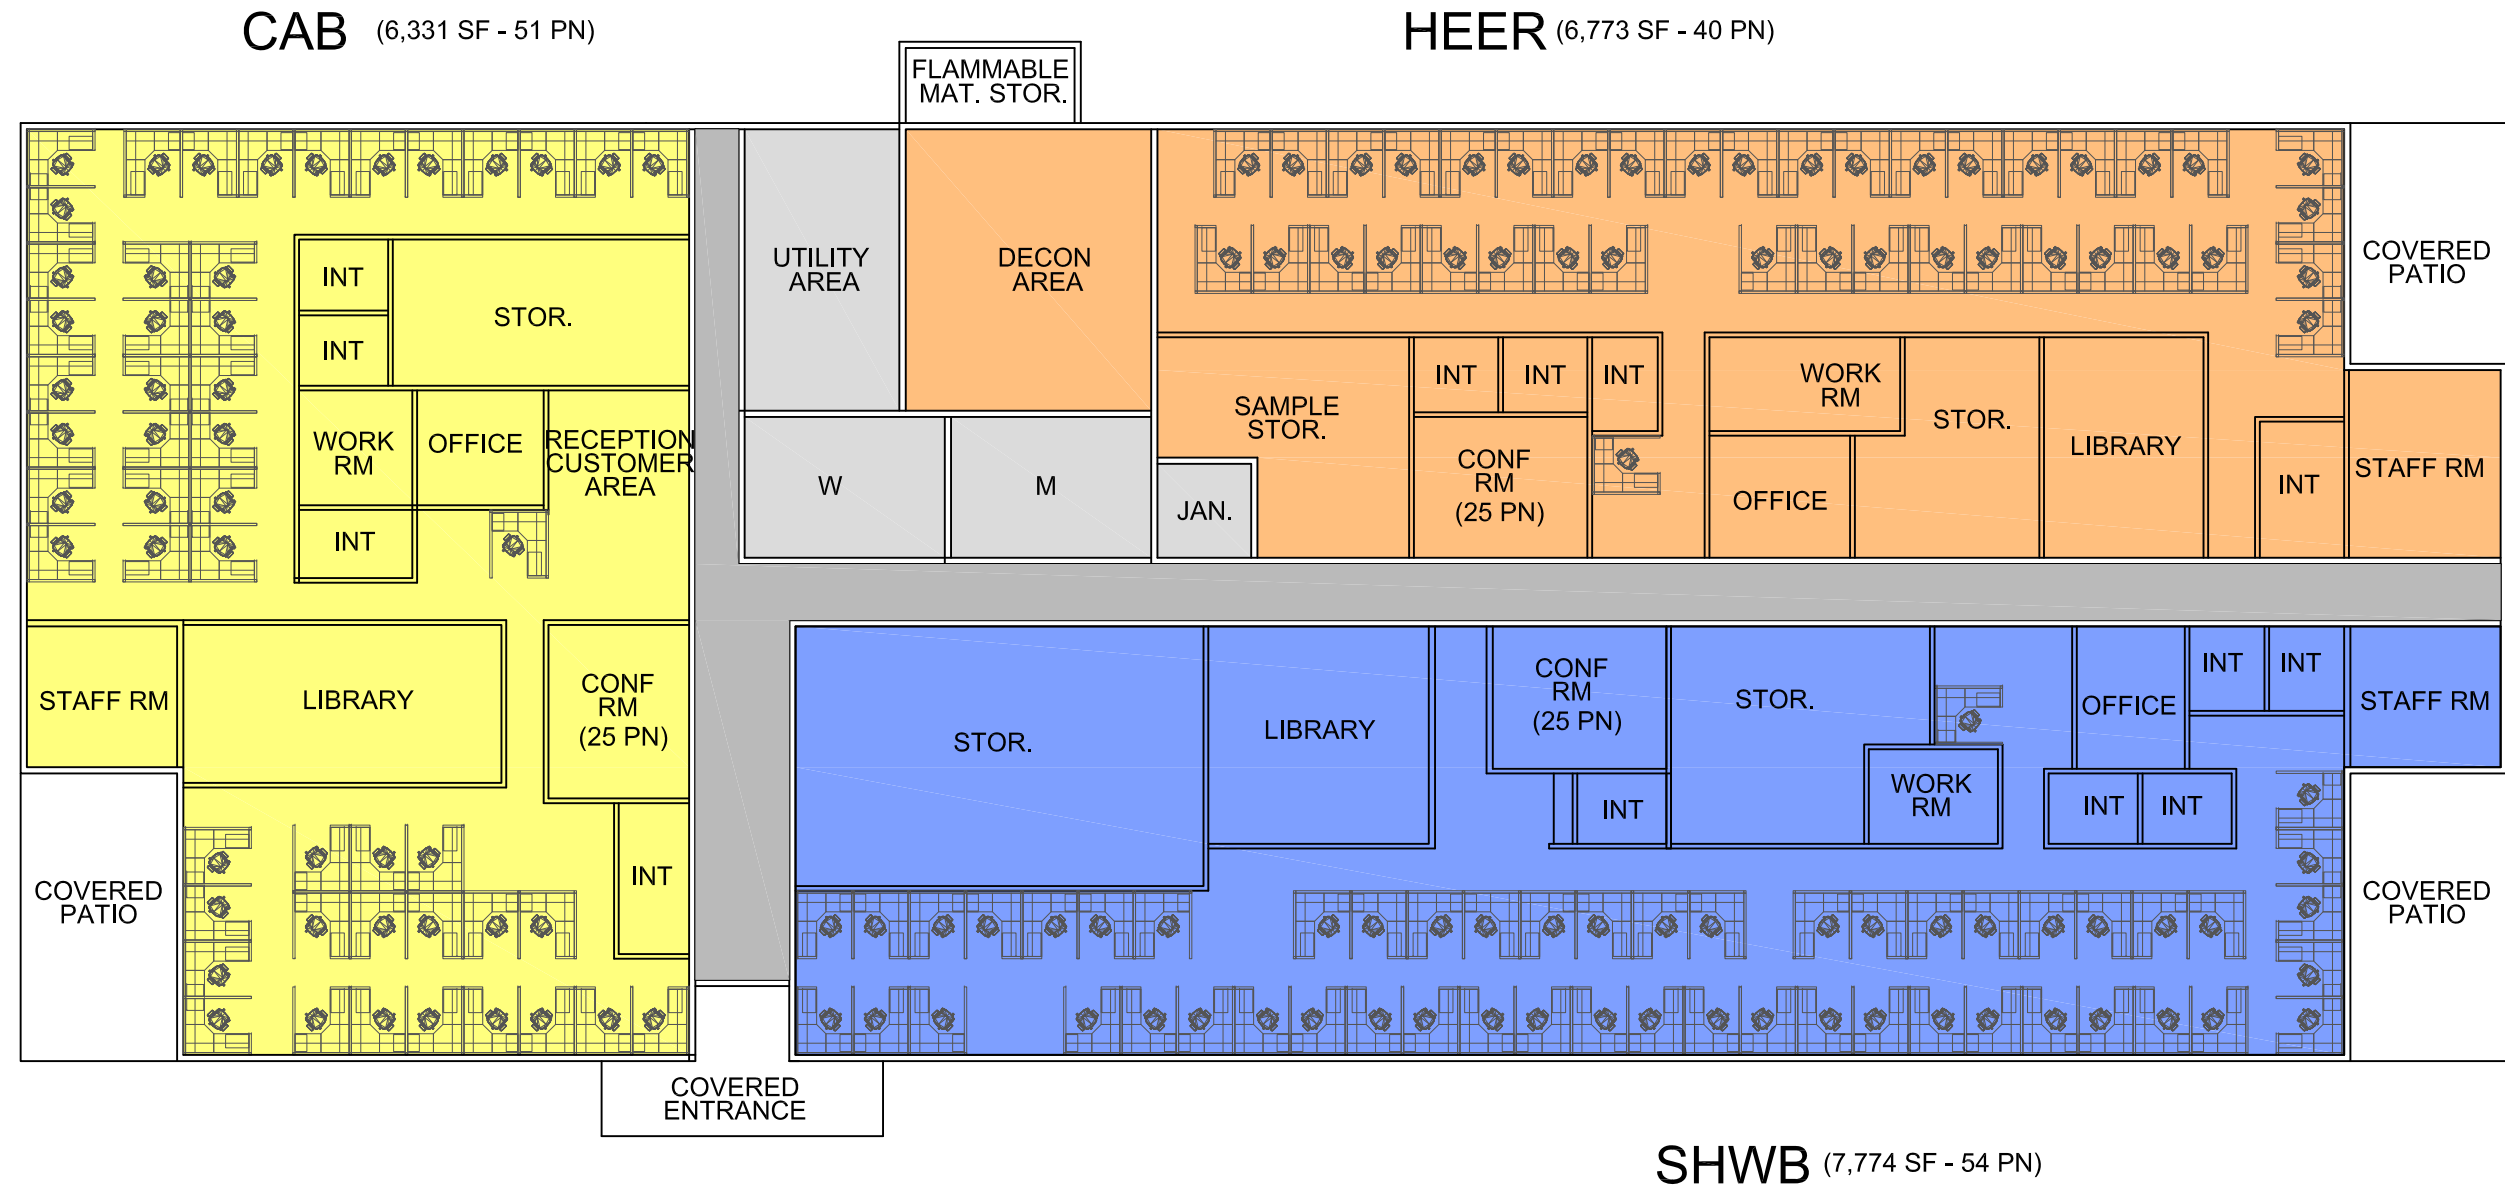 CAB (6,331 SF - 51 PN)
HEER (6,773 SF - 40 PN)
FLAMMABLE
MAT. STOR.
INT
INT
STOR.
WORK
RM
OFFICE
RECEPTION
CUSTOMER
AREA
INT
STAFF RM
LIBRARY
CONF
RM
(25 PN)
INT
COVERED
PATIO
UTILITY
AREA
DECON
AREA
W
M
JAN.
SAMPLE
STOR.
INT
INT
INT
CONF
RM
(25 PN)
WORK
RM
OFFICE
STOR.
LIBRARY
INT
STAFF RM
COVERED
PATIO
STOR.
LIBRARY
CONF
RM
(25 PN)
INT
STOR.
WORK
RM
OFFICE
INT
INT
INT
INT
STAFF RM
COVERED
PATIO
COVERED
ENTRANCE
SHWB (7,774 SF - 54 PN)